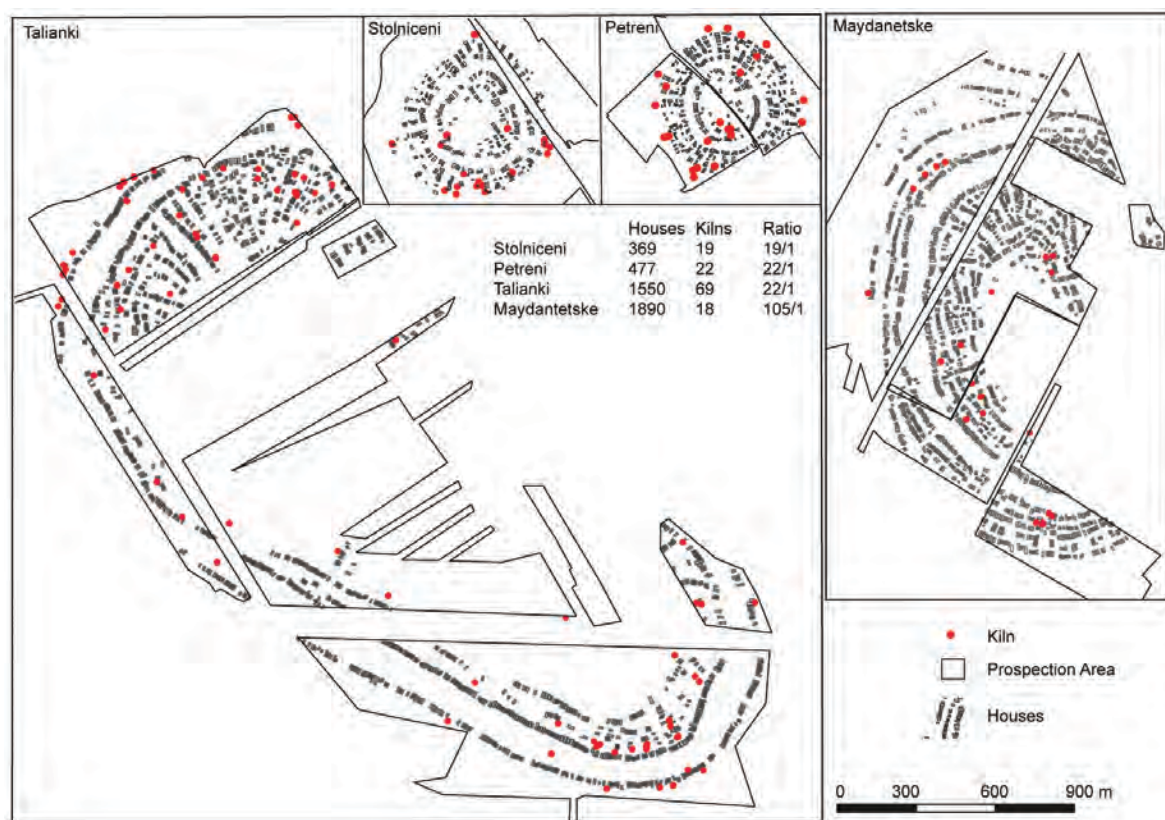 Talianki
Stolniceni
Petreni
Maydanetske
Houses Kilns Ratio
Stolniceni 369 19 19/1
Petreni 477 22 22/1
Talianki 1550 69 22/1
Maydantetske 1890 18 105/1
Kiln
Prospection Area
Houses
0 300 600 900 m